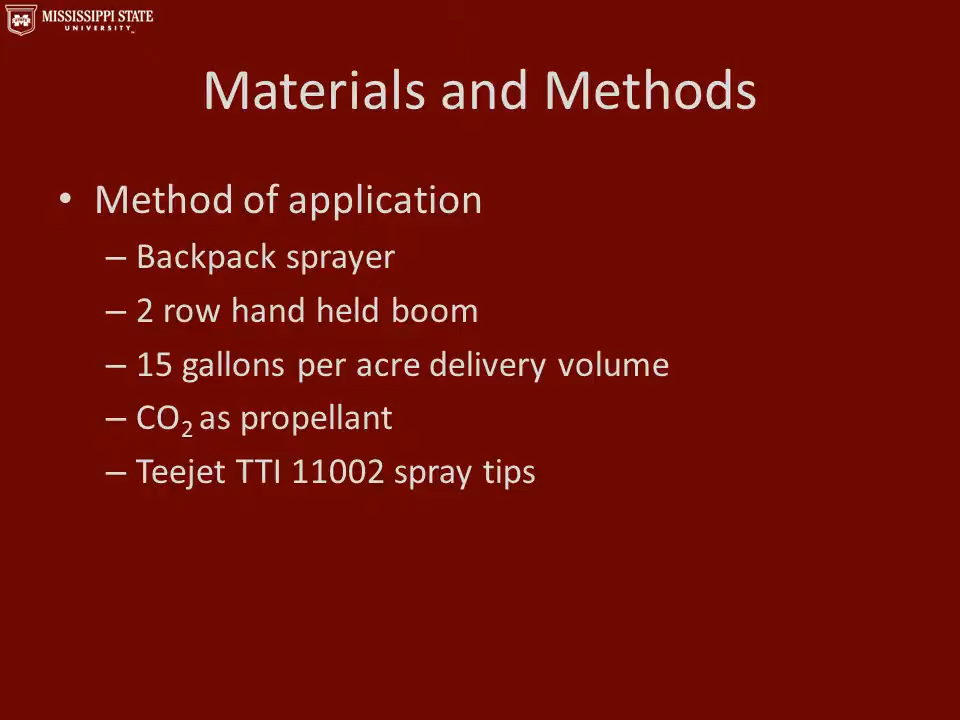 MISSISSIPPI STATE
UNIVERSITY™
Materials and Methods
• Method of application
– Backpack sprayer
– 2 row hand held boom
– 15 gallons per acre delivery volume
– CO₂ as propellant
– Teejet TTI 11002 spray tips